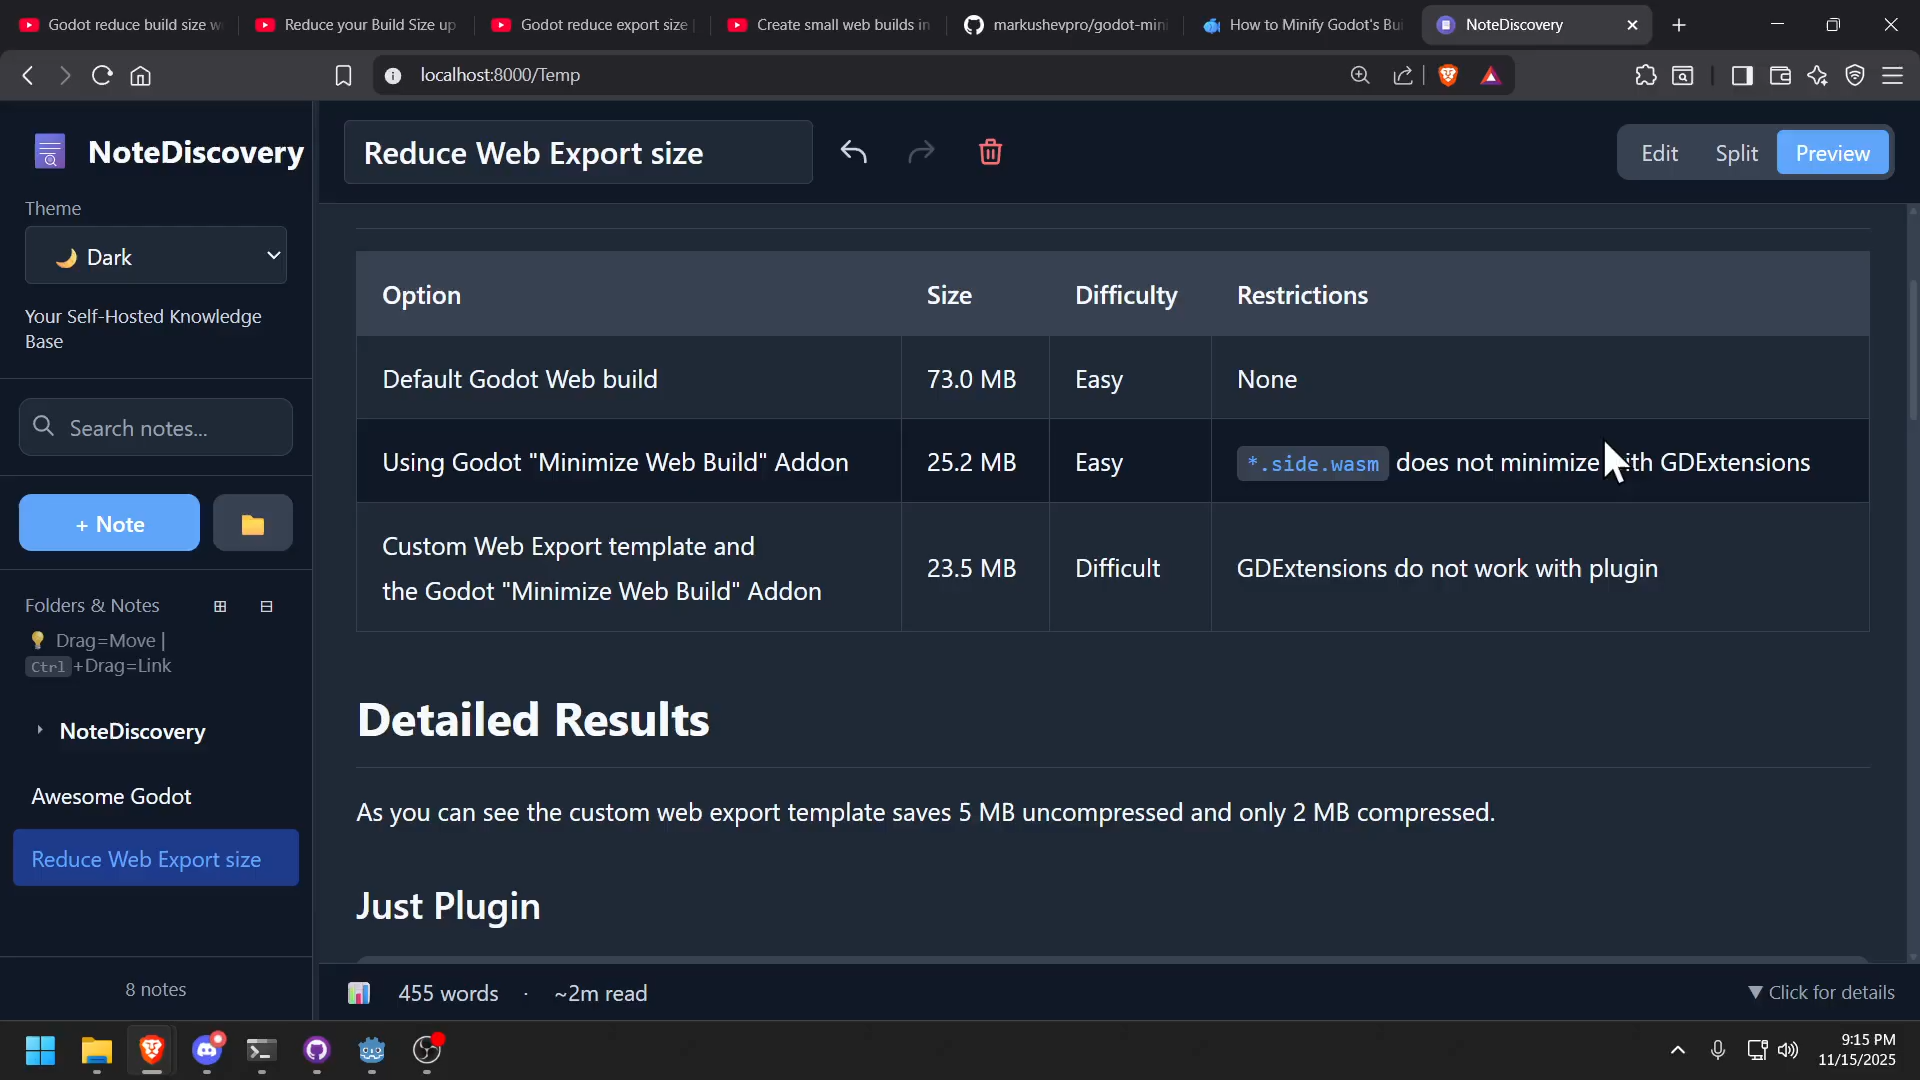 Godot reduce build size w
Reduce your Build Size up
Godot reduce export size
Create small web builds in
markushevpro/godot-mini
How to Minify Godot's Bui
NoteDiscovery
localhost:8000/Temp
NoteDiscovery
Reduce Web Export size
Edit
Split
Preview
Theme
Dark
Your Self-Hosted Knowledge
Base
Search notes...
+ Note
Folders & Notes
Drag=Move |
Ctrl+Drag=Link
NoteDiscovery
Awesome Godot
Reduce Web Export size
8 notes
Option Size Difficulty Restrictions
Default Godot Web build 73.0 MB Easy None
Using Godot "Minimize Web Build" Addon 25.2 MB Easy *.side.wasm does not minimize with GDExtensions
Custom Web Export template and
the Godot "Minimize Web Build" Addon 23.5 MB Difficult GDExtensions do not work with plugin
Detailed Results
As you can see the custom web export template saves 5 MB uncompressed and only 2 MB compressed.
Just Plugin
455 words · ~2m read
▼ Click for details
9:15 PM
11/15/2025